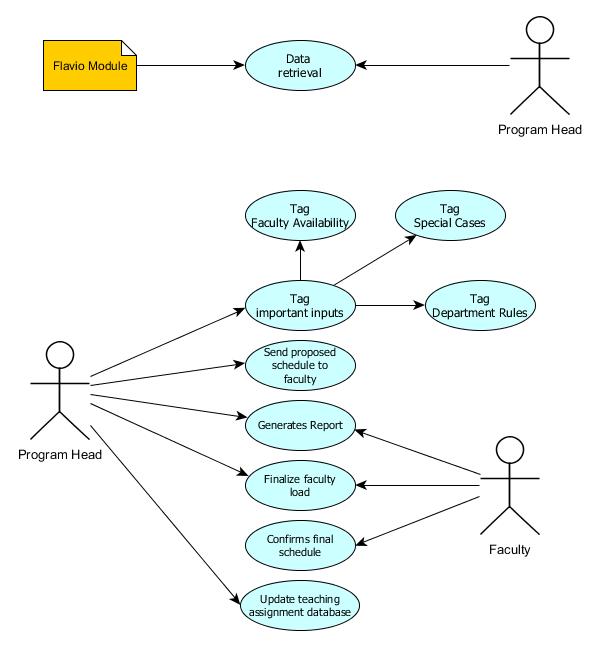 Flavio Module
Data
retrieval
Program Head
Tag
Faculty Availability
Tag
Special Cases
Tag
important inputs
Tag
Department Rules
Send proposed
schedule to
faculty
Program Head
Generates Report
Finalize faculty
load
Confirms final
schedule
Faculty
Update teaching
assignment database